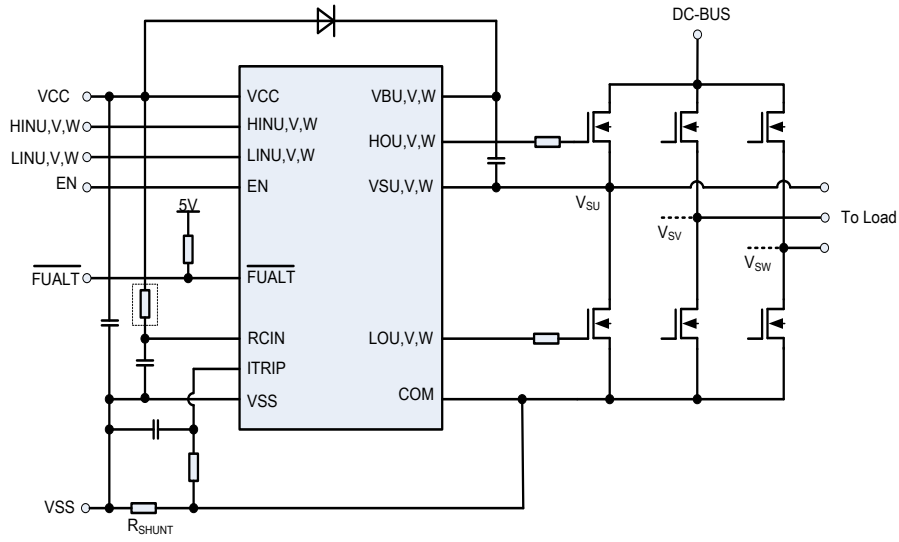 DC-BUS
VCC
VCC
VBU,V,W
HINU,V,W
HINU,V,W
HOU,V,W
LINU,V,W
LINU,V,W
EN
EN
VSU,V,W
VSU
5V
To Load
VSV
VSW
FUALT
FUALT
RCIN
LOU,V,W
ITRIP
VSS
COM
VSS
RSHUNT